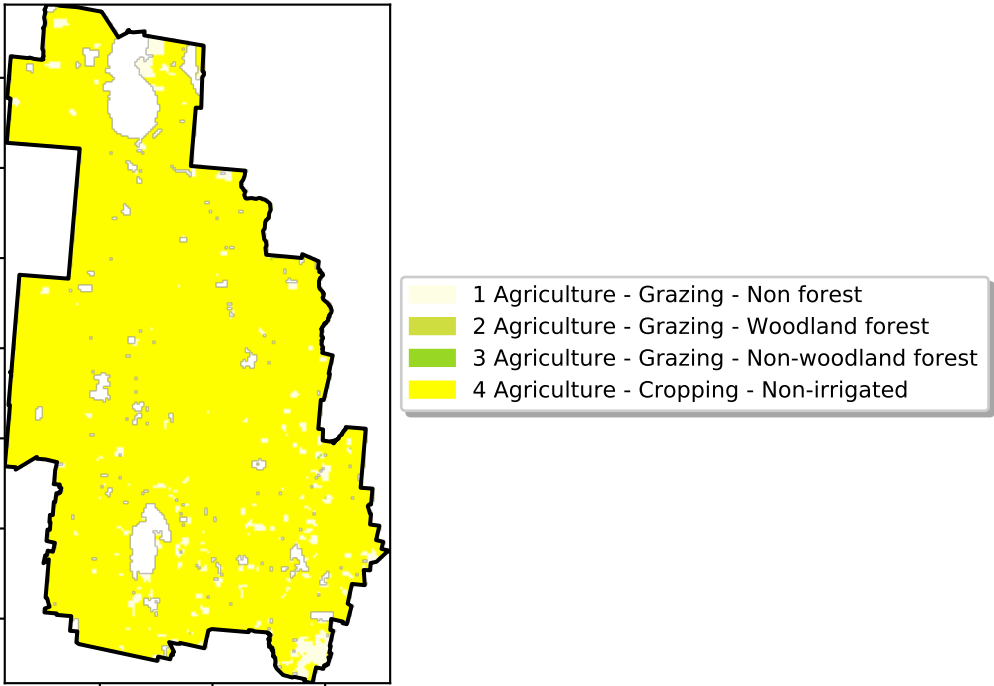 1 Agriculture - Grazing - Non forest
2 Agriculture - Grazing - Woodland forest
3 Agriculture - Grazing - Non-woodland forest
4 Agriculture - Cropping - Non-irrigated